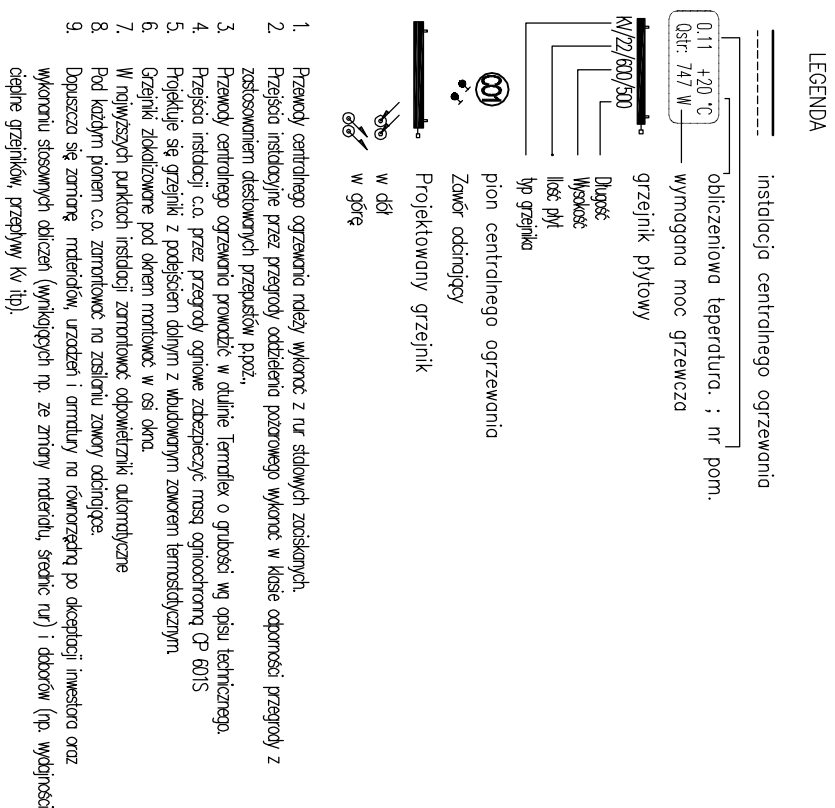 LEGENDA
instalacja centralnego ogrzewania
0.11 +20 °C
Qstr: 747 W
obliczeniowa teperatura. ; nr pom.
wymagana moc grzewcza
KV/22/600/500
grzejnik płytowy
Długość
Wysokość
Ilość płyt
typ grzejnika
001
pion centralnego ogrzewania
Zawór odcinający
Projektowany grzejnik
w dół
w górę
1. Przewody centralnego ogrzewania należy wykonać z rur stalowych zaciskanych.
2. Przejścia instalacyjne przez przegrody oddzielenia pożarowego wykonać w klasie odporności przegrody z
zastosowaniem atestowanych przepustów p.poż.,
3. Przewody centralnego ogrzewania prowadzić w otulinie Termaflex o grubości wg opisu technicznego.
4. Przejścia instalacji c.o. przez przegrody ogniowe zabezpieczyć masą ognioochronną CP 601S
5. Projektuje się grzejniki z podejściem dolnym z wbudowanym zaworem termostatycznym.
6. Grzejniki zlokalizowane pod oknem montować w osi okna.
7. W najwyższych punktach instalacji zamontować odpowietrzniki automatyczne
8. Pod każdym pionem c.o. zamontować na zasilaniu zawory odcinające.
9. Dopuszcza się zamianę materiałów, urządzeń i armatury na równorzędną po akceptacji inwestora oraz
wykonaniu stosownych obliczeń (wynikających np. ze zmiany materiału, średnic rur) i doborów (np. wydajności
cieplne grzejników, przepływy Kv itp).